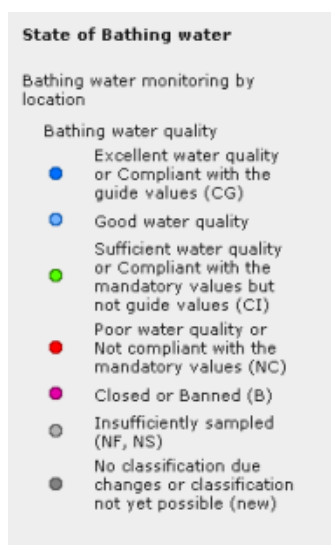 State of Bathing water
Bathing water monitoring by
location
Bathing water quality
Excellent water quality
or Compliant with the
guide values (CG)
Good water quality
Sufficient water quality
or Compliant with the
mandatory values but
not guide values (CI)
Poor water quality or
Not compliant with the
mandatory values (NC)
Closed or Banned (B)
Insufficiently sampled
(NF, NS)
No classification due
changes or classification
not yet possible (new)